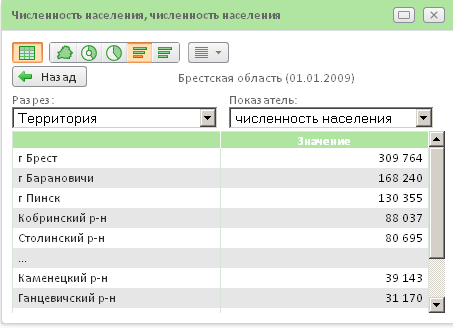 Численность населения, численность населения
Назад
Брестская область (01.01.2009)
Разрез: Показатель:
Территория численность населения
Значение
г Брест 309 764
г Барановичи 168 240
г Пинск 130 355
Кобринский р-н 88 037
Столинский р-н 80 695
...
Каменецкий р-н 39 143
Ганцевичский р-н 31 170